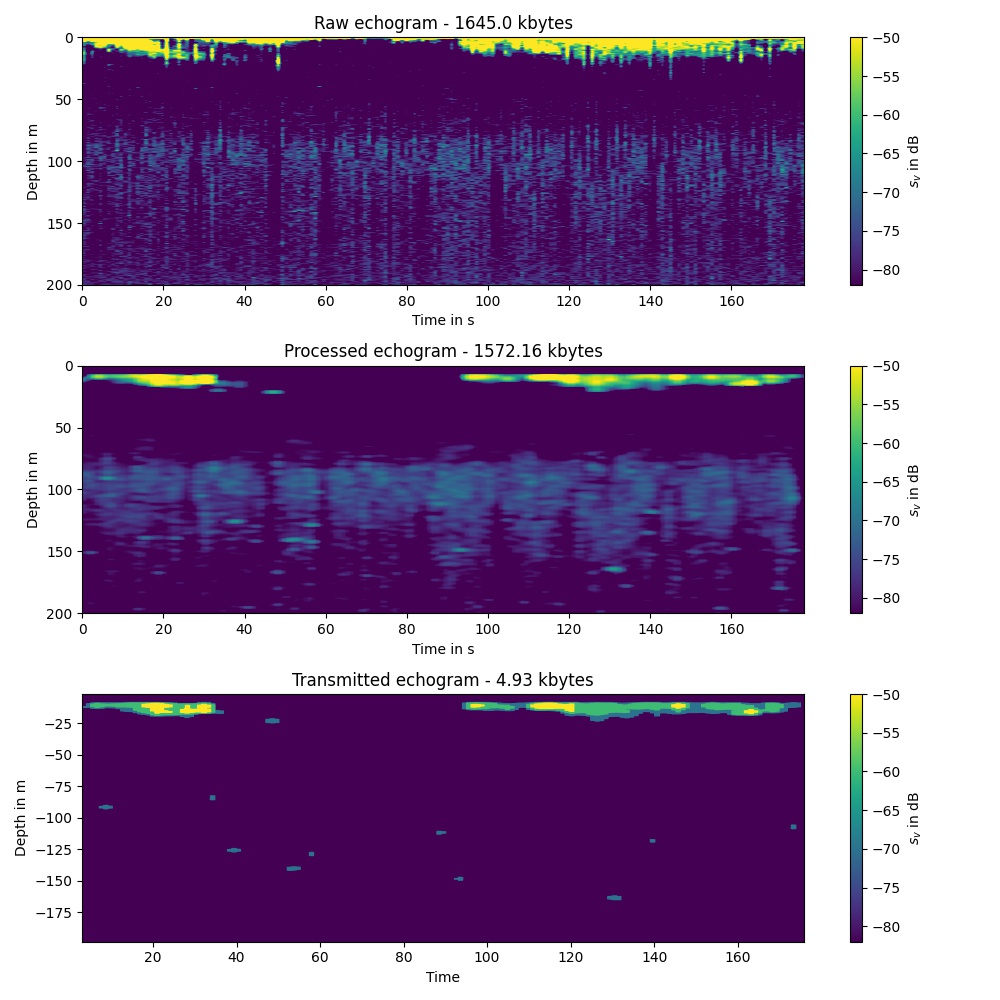 Raw echogram - 1645.0 kbytes
0
50
100
150
200
Depth in m
0 20 40 60 80 100 120 140 160
Time in s
−50
−55
−60
−65
−70
−75
−80
sv in dB
Processed echogram - 1572.16 kbytes
0
50
100
150
200
Depth in m
0 20 40 60 80 100 120 140 160
Time in s
−50
−55
−60
−65
−70
−75
−80
sv in dB
Transmitted echogram - 4.93 kbytes
−25
−50
−75
−100
−125
−150
−175
Depth in m
20 40 60 80 100 120 140 160
Time
−50
−55
−60
−65
−70
−75
−80
sv in dB